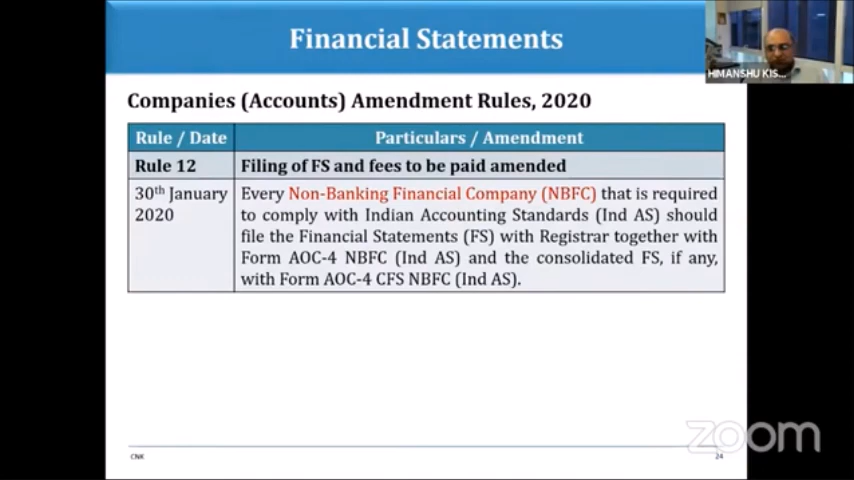 Financial Statements
HIMANSHU KIS...
Companies (Accounts) Amendment Rules, 2020
Rule / Date
Particulars / Amendment
Rule 12
Filing of FS and fees to be paid amended
30th January
2020
Every Non-Banking Financial Company (NBFC) that is required
to comply with Indian Accounting Standards (Ind AS) should
file the Financial Statements (FS) with Registrar together with
Form AOC-4 NBFC (Ind AS) and the consolidated FS, if any,
with Form AOC-4 CFS NBFC (Ind AS).
zoom
CNK
24